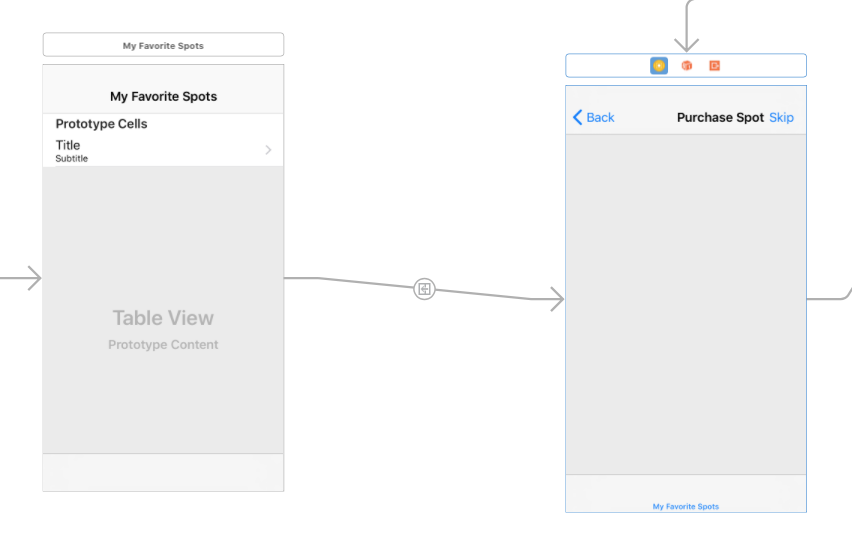 My Favorite Spots
My Favorite Spots
Prototype Cells
Title
Subtitle
Table View
Prototype Content
Back
Purchase Spot
Skip
My Favorite Spots